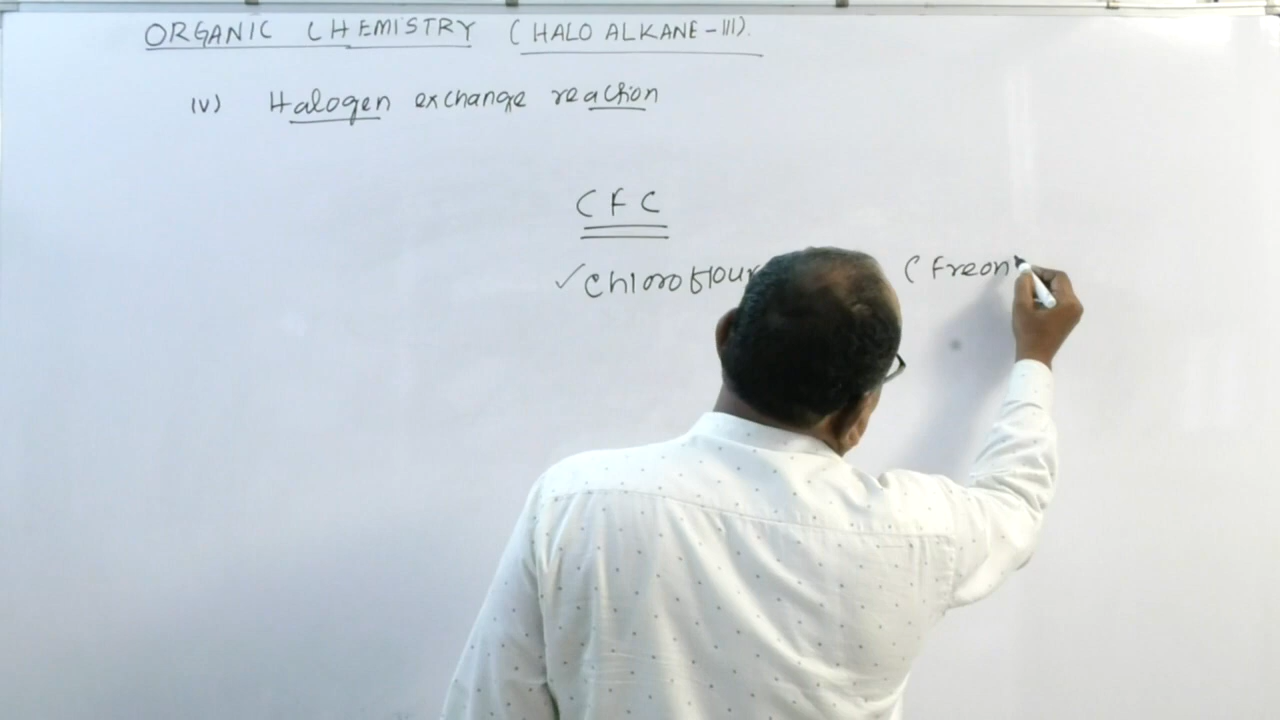 ORGANIC CHEMISTRY (HALO ALKANE-III).
IV) Halogen exchange reaction
CFC
✓ Chloroflour (Freon